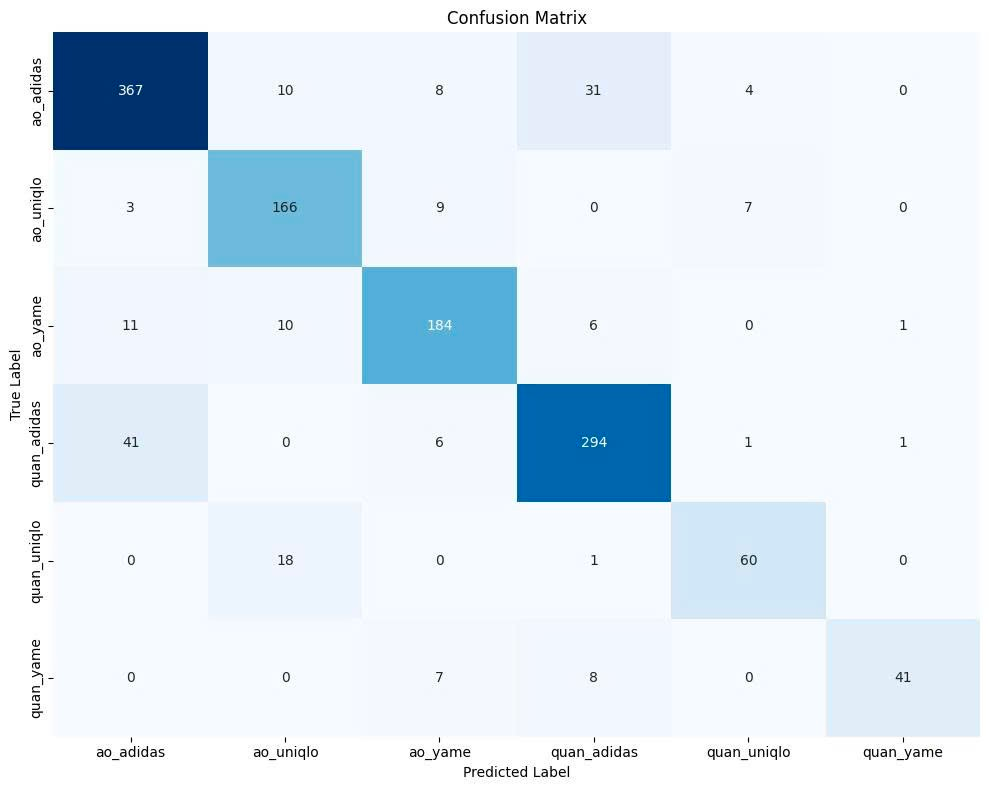 Confusion Matrix
True Label
ao_adidas 367 10 8 31 4 0
ao_uniqlo 3 166 9 0 7 0
ao_yame 11 10 184 6 0 1
quan_adidas 41 0 6 294 1 1
quan_uniqlo 0 18 0 1 60 0
quan_yame 0 0 7 8 0 41
ao_adidas ao_uniqlo ao_yame quan_adidas quan_uniqlo quan_yame
Predicted Label